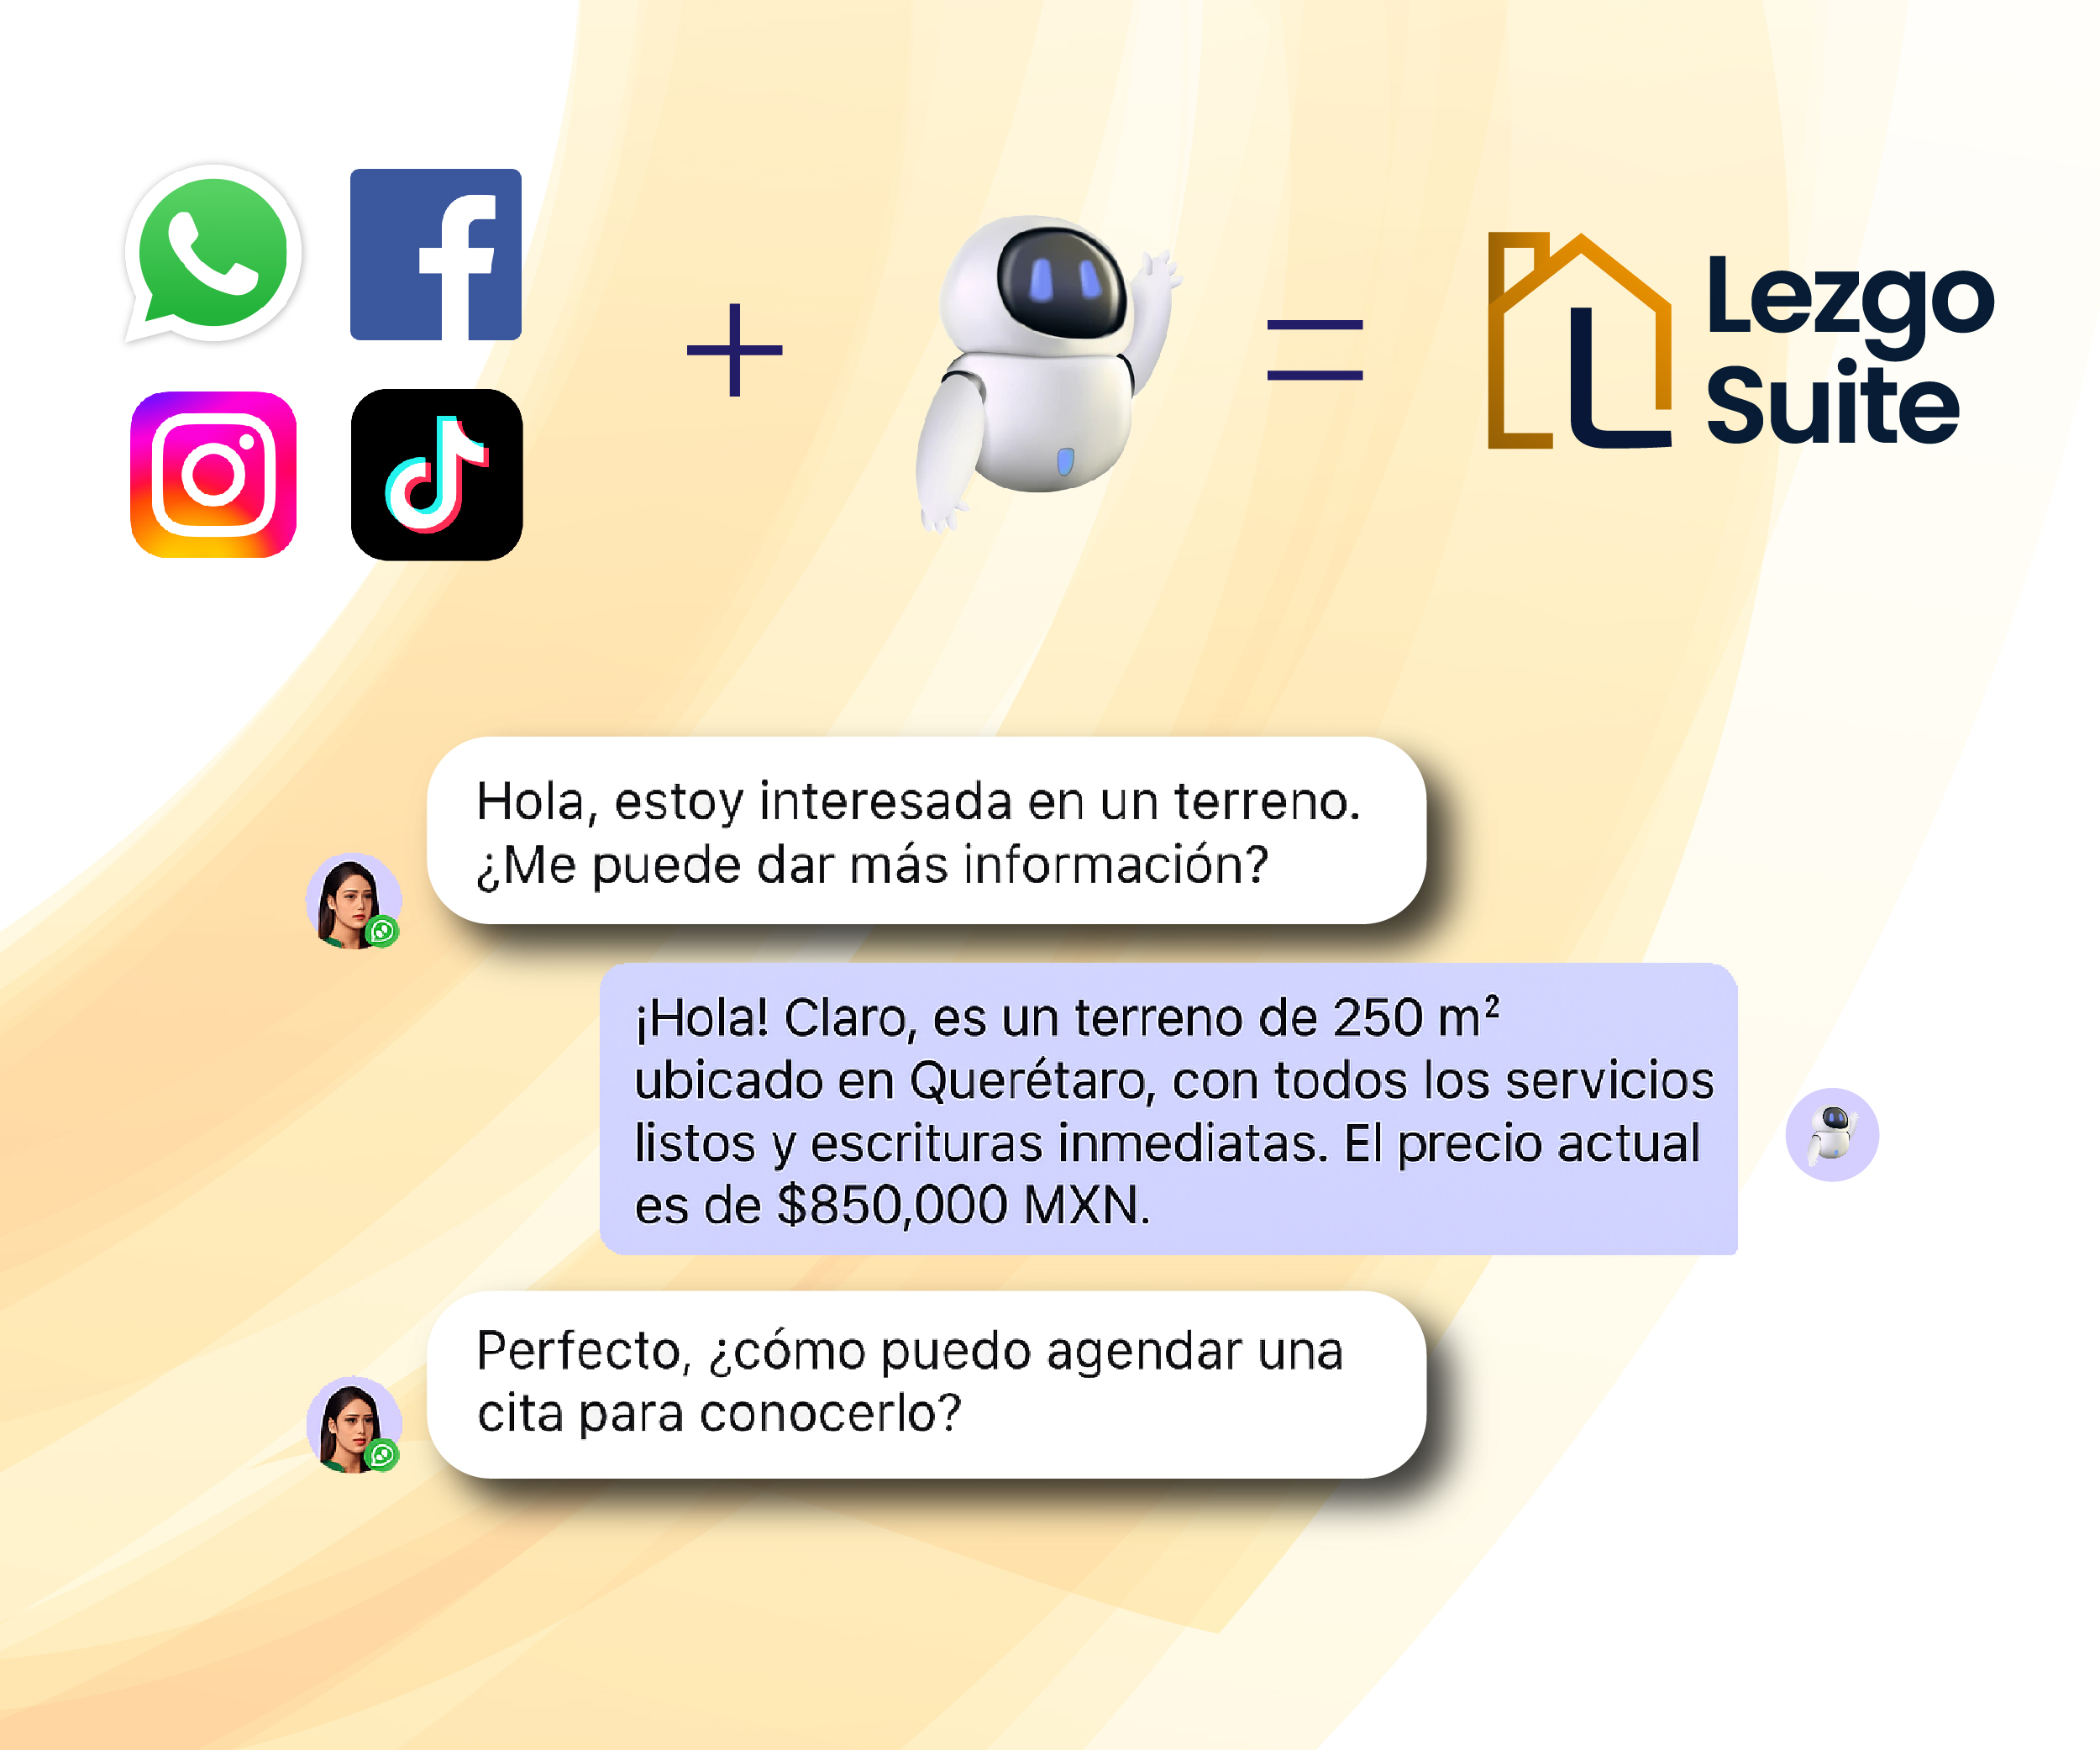 Lezgo
Suite
Hola, estoy interesada en un terreno.
¿Me puede dar más información?
¡Hola! Claro, es un terreno de 250 m²
ubicado en Querétaro, con todos los servicios
listos y escrituras inmediatas. El precio actual
es de $850,000 MXN.
Perfecto, ¿cómo puedo agendar una
cita para conocerlo?